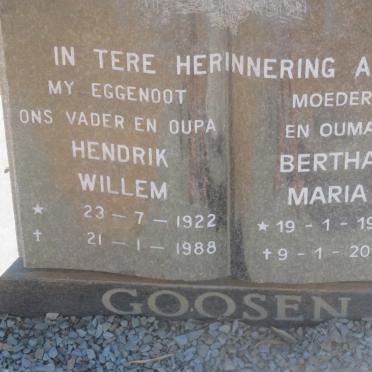 IN TERE HERINNERING A
MY EGGENOOT
ONS VADER EN OUPA
HENDRIK
WILLEM
★ 23 – 7 – 1922
✝ 21 – 1 – 1988
MOEDER
EN OUMA
BERTHA
MARIA
★ 19 – 1 – 19
✝ 9 – 1 – 20
GOOSEN